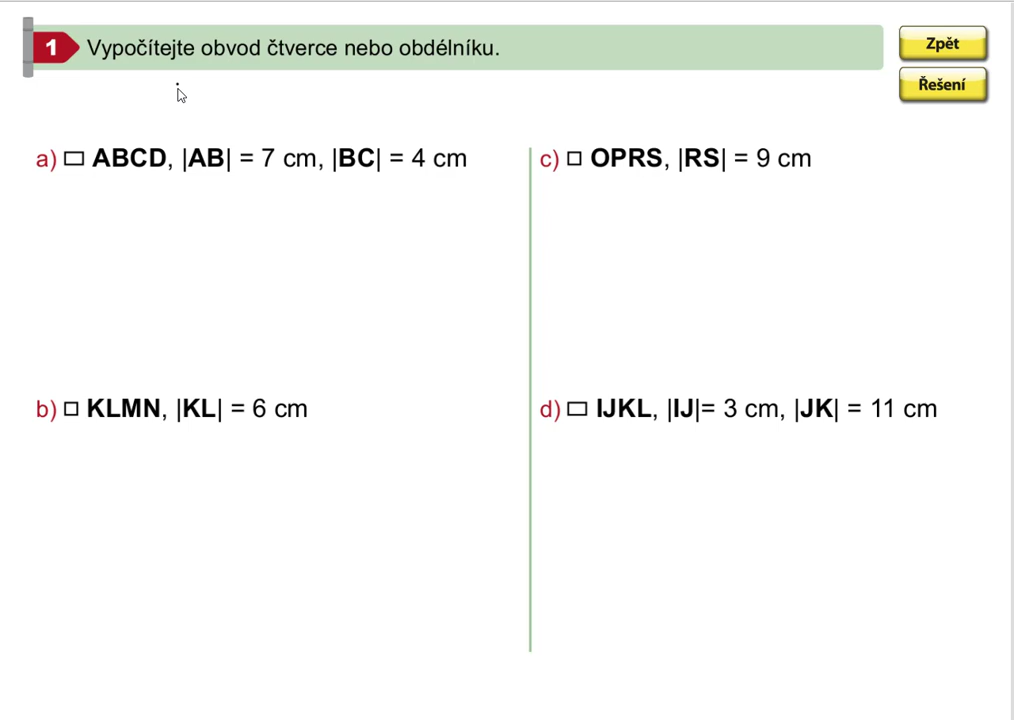 1 Vypočítejte obvod čtverce nebo obdélníku.
Zpět
Řešení
a) ▭ ABCD, |AB| = 7 cm, |BC| = 4 cm
b) □ KLMN, |KL| = 6 cm
c) □ OPRS, |RS| = 9 cm
d) ▭ IJKL, |IJ|= 3 cm, |JK| = 11 cm